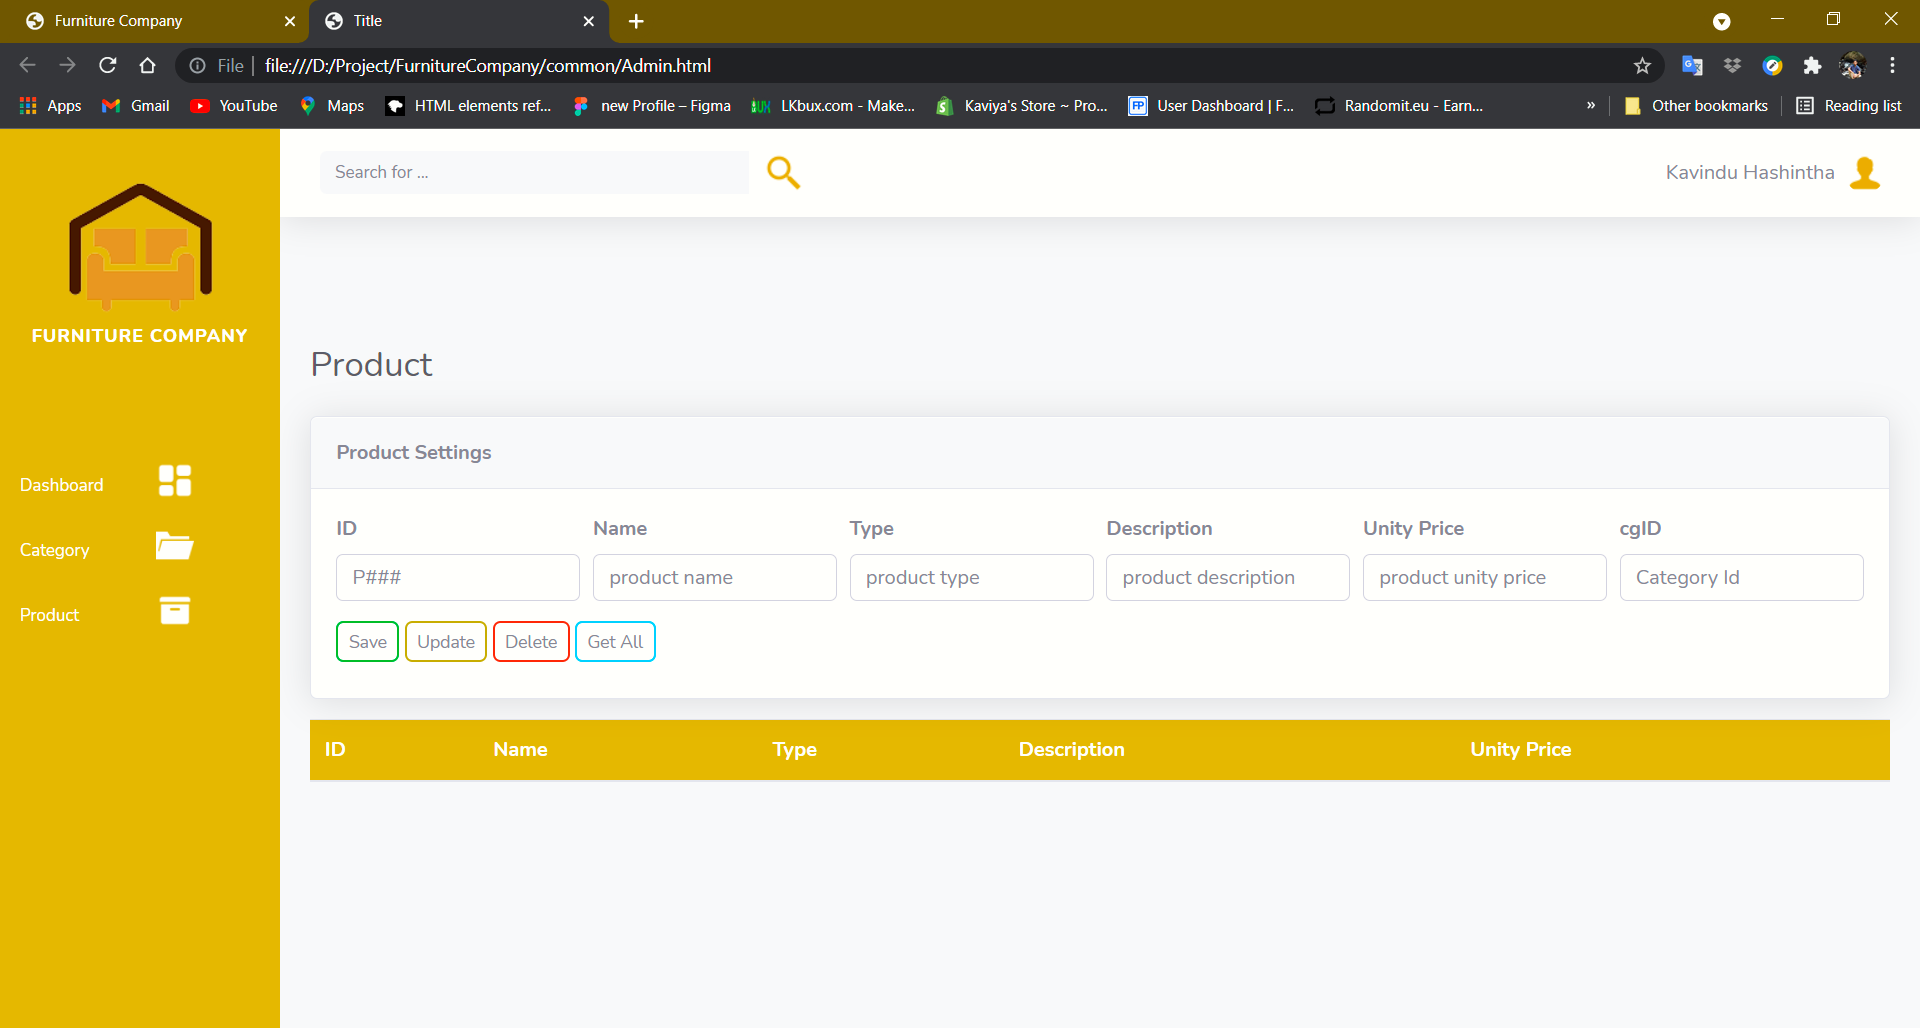 Furniture Company
Title
File
file:///D:/Project/FurnitureCompany/common/Admin.html
Apps
Gmail
YouTube
Maps
HTML elements ref...
new Profile – Figma
LKbux.com - Make...
Kaviya's Store ~ Pro...
User Dashboard | F...
Randomit.eu - Earn...
»
Other bookmarks
Reading list
Search for ...
Kavindu Hashintha
FURNITURE COMPANY
Dashboard
Category
Product
Product
Product Settings
ID Name Type Description Unity Price cgID
P### product name product type product description product unity price Category Id
Save Update Delete Get All
ID Name Type Description Unity Price